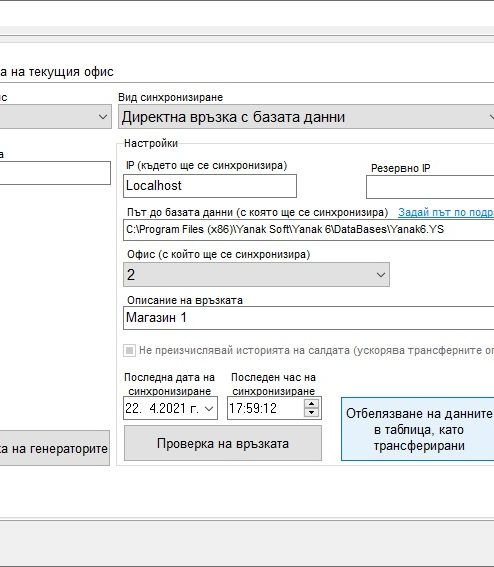 а на текущия офис
с
Вид синхронизиране
Директна връзка с базата данни
Настройки
а
IP (където ще се синхронизира)
Резервно IP
Localhost
Път до базата данни (с която ще се синхронизира) Задай път по подр
C:\Program Files (x86)\Yanak Soft\Yanak 6\DataBases\Yanak6.YS
Офис (с който ще се синхронизира)
2
Описание на връзката
Магазин 1
Не преизчислявай историята на салдата (ускорява трансферните оп
Последна дата на
синхронизиране
Последен час на
синхронизиране
22. 4.2021 г.
17:59:12
Отбелязване на данните
в таблица, като
трансферирани
ка на генераторите
Проверка на връзката